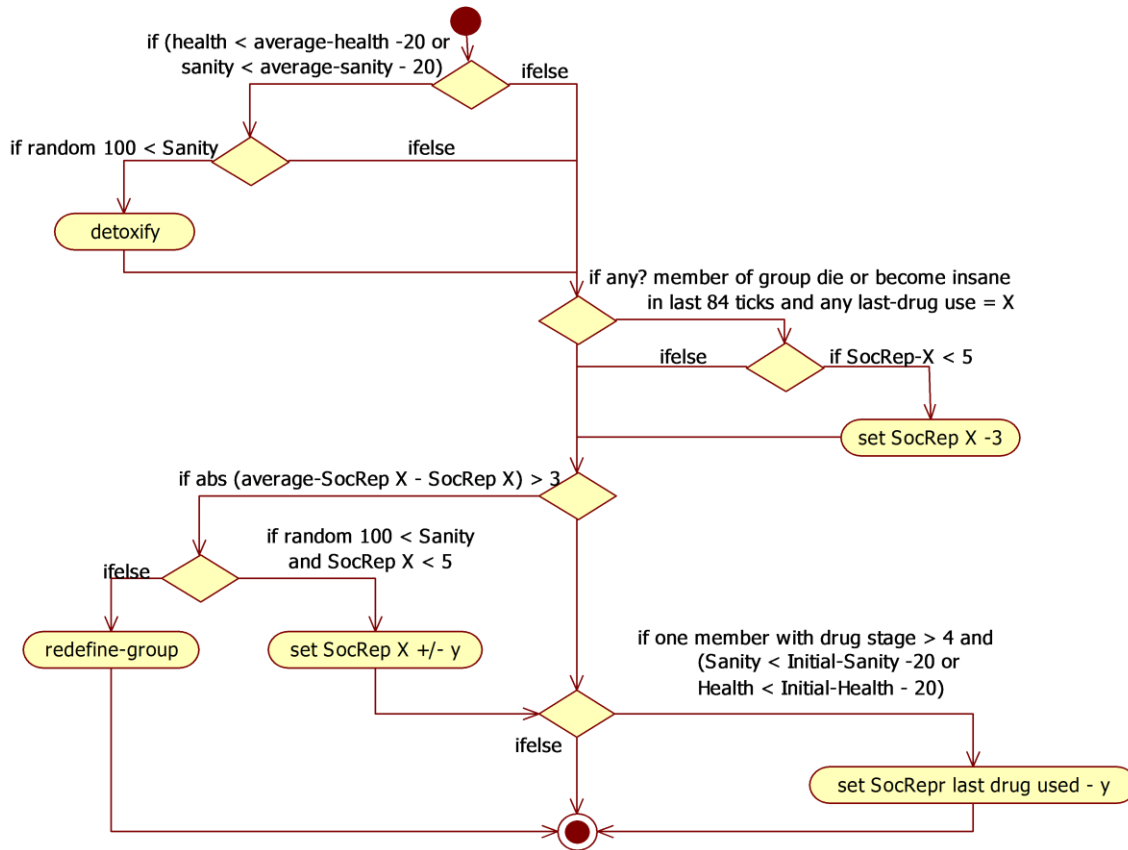 if (health < average-health -20 or
sanity < average-sanity - 20)
ifelse
if random 100 < Sanity
ifelse
detoxify
if any? member of group die or become insane
in last 84 ticks and any last-drug use = X
ifelse
if SocRep-X < 5
set SocRep X -3
if abs (average-SocRep X - SocRep X) > 3
if random 100 < Sanity
and SocRep X < 5
ifelse
redefine-group
set SocRep X +/- y
if one member with drug stage > 4 and
(Sanity < Initial-Sanity -20 or
Health < Initial-Health - 20)
ifelse
set SocRepr last drug used - y